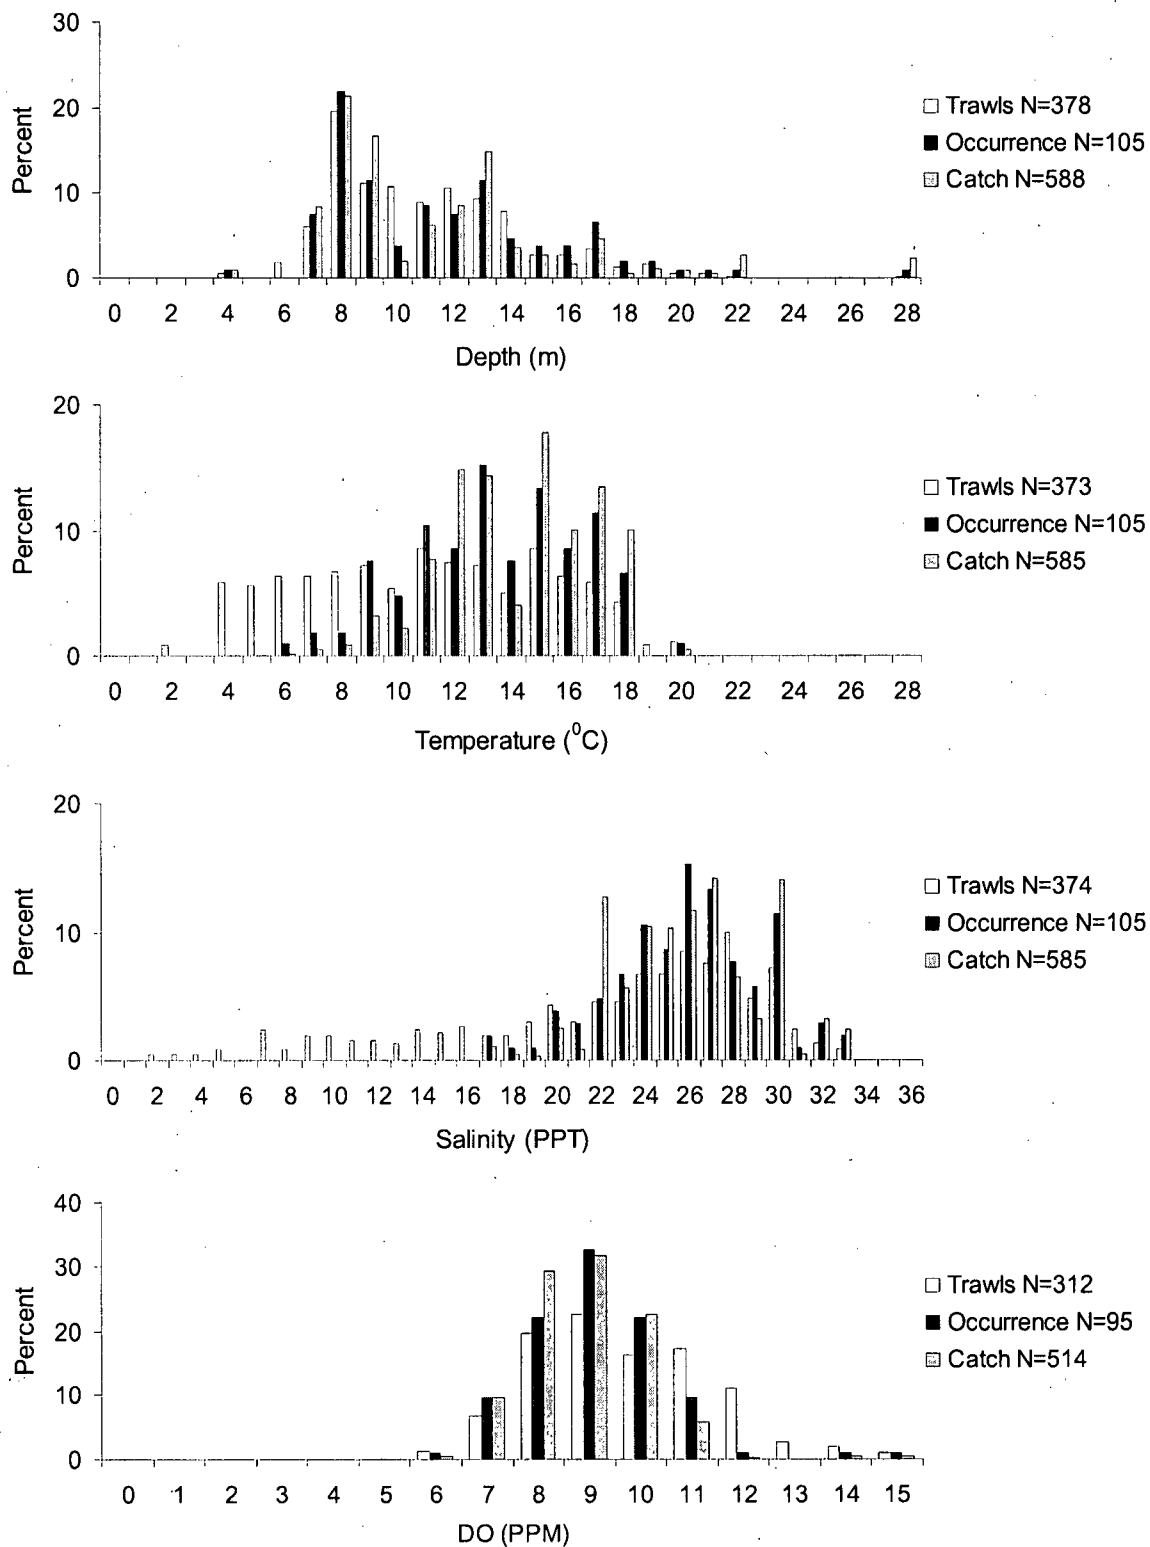 30
20
10
0
Percent
0 2 4 6 8 10 12 14 16 18 20 22 24 26 28
Depth (m)
Trawls N=378
Occurrence N=105
Catch N=588
20
10
0
Percent
0 2 4 6 8 10 12 14 16 18 20 22 24 26 28
Temperature (⁰C)
Trawls N=373
Occurrence N=105
Catch N=585
20
10
0
Percent
0 2 4 6 8 10 12 14 16 18 20 22 24 26 28 30 32 34 36
Salinity (PPT)
Trawls N=374
Occurrence N=105
Catch N=585
40
30
20
10
0
Percent
0 1 2 3 4 5 6 7 8 9 10 11 12 13 14 15
DO (PPM)
Trawls N=312
Occurrence N=95
Catch N=514